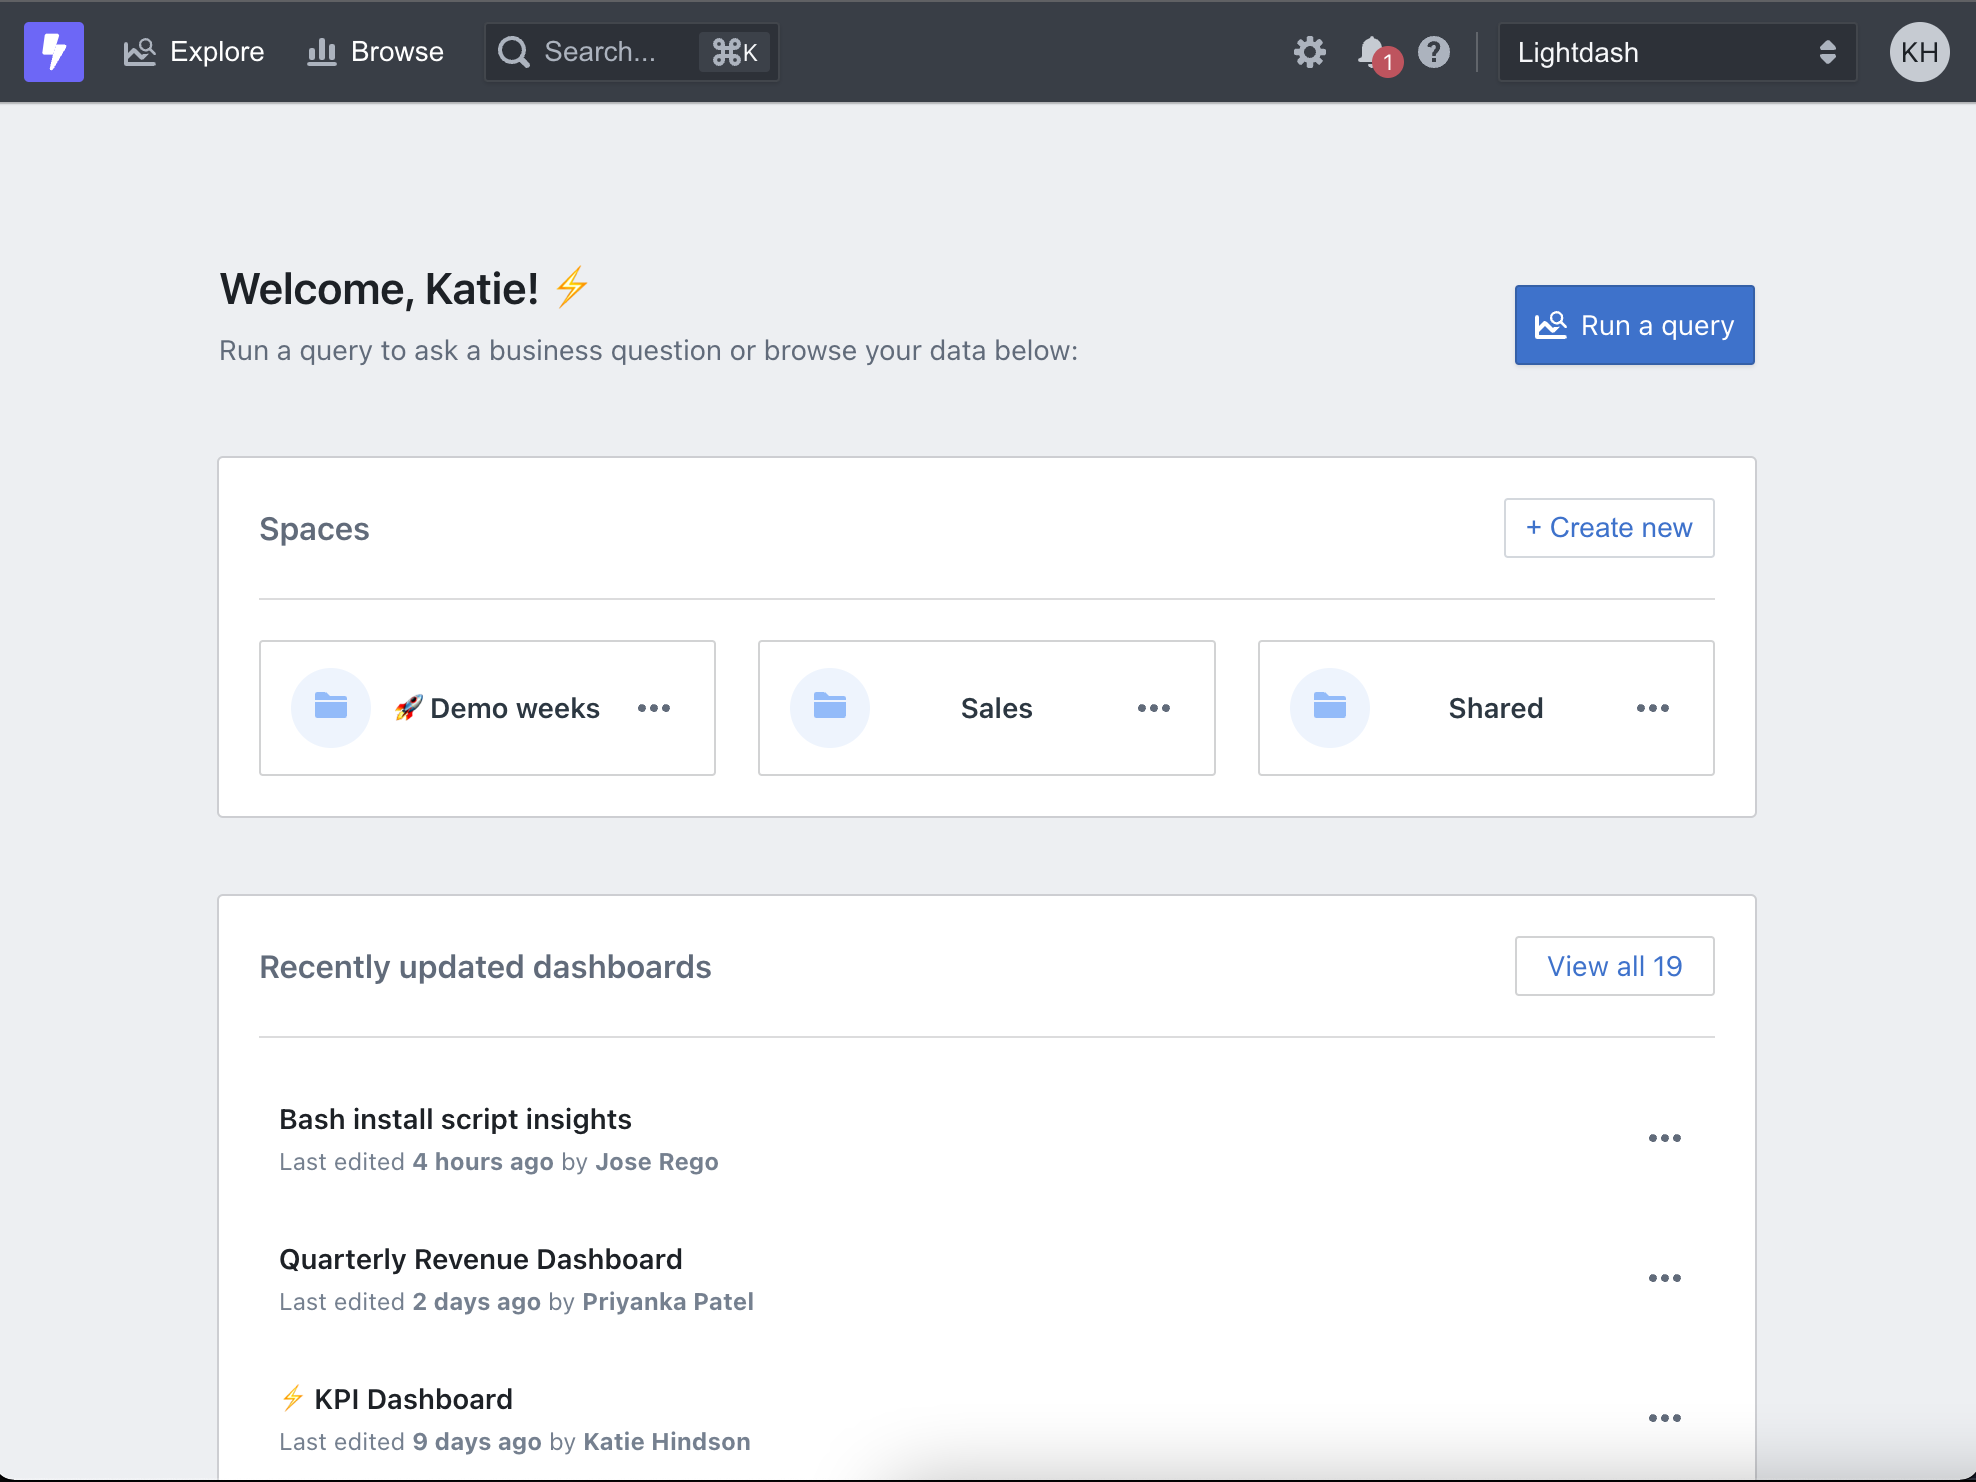 Explore Browse Search... ⌘K 1 Lightdash KH
Welcome, Katie! ⚡
Run a query to ask a business question or browse your data below:
Run a query
Spaces
+ Create new
🚀 Demo weeks
Sales
Shared
Recently updated dashboards
View all 19
Bash install script insights
Last edited 4 hours ago by Jose Rego
Quarterly Revenue Dashboard
Last edited 2 days ago by Priyanka Patel
⚡ KPI Dashboard
Last edited 9 days ago by Katie Hindson